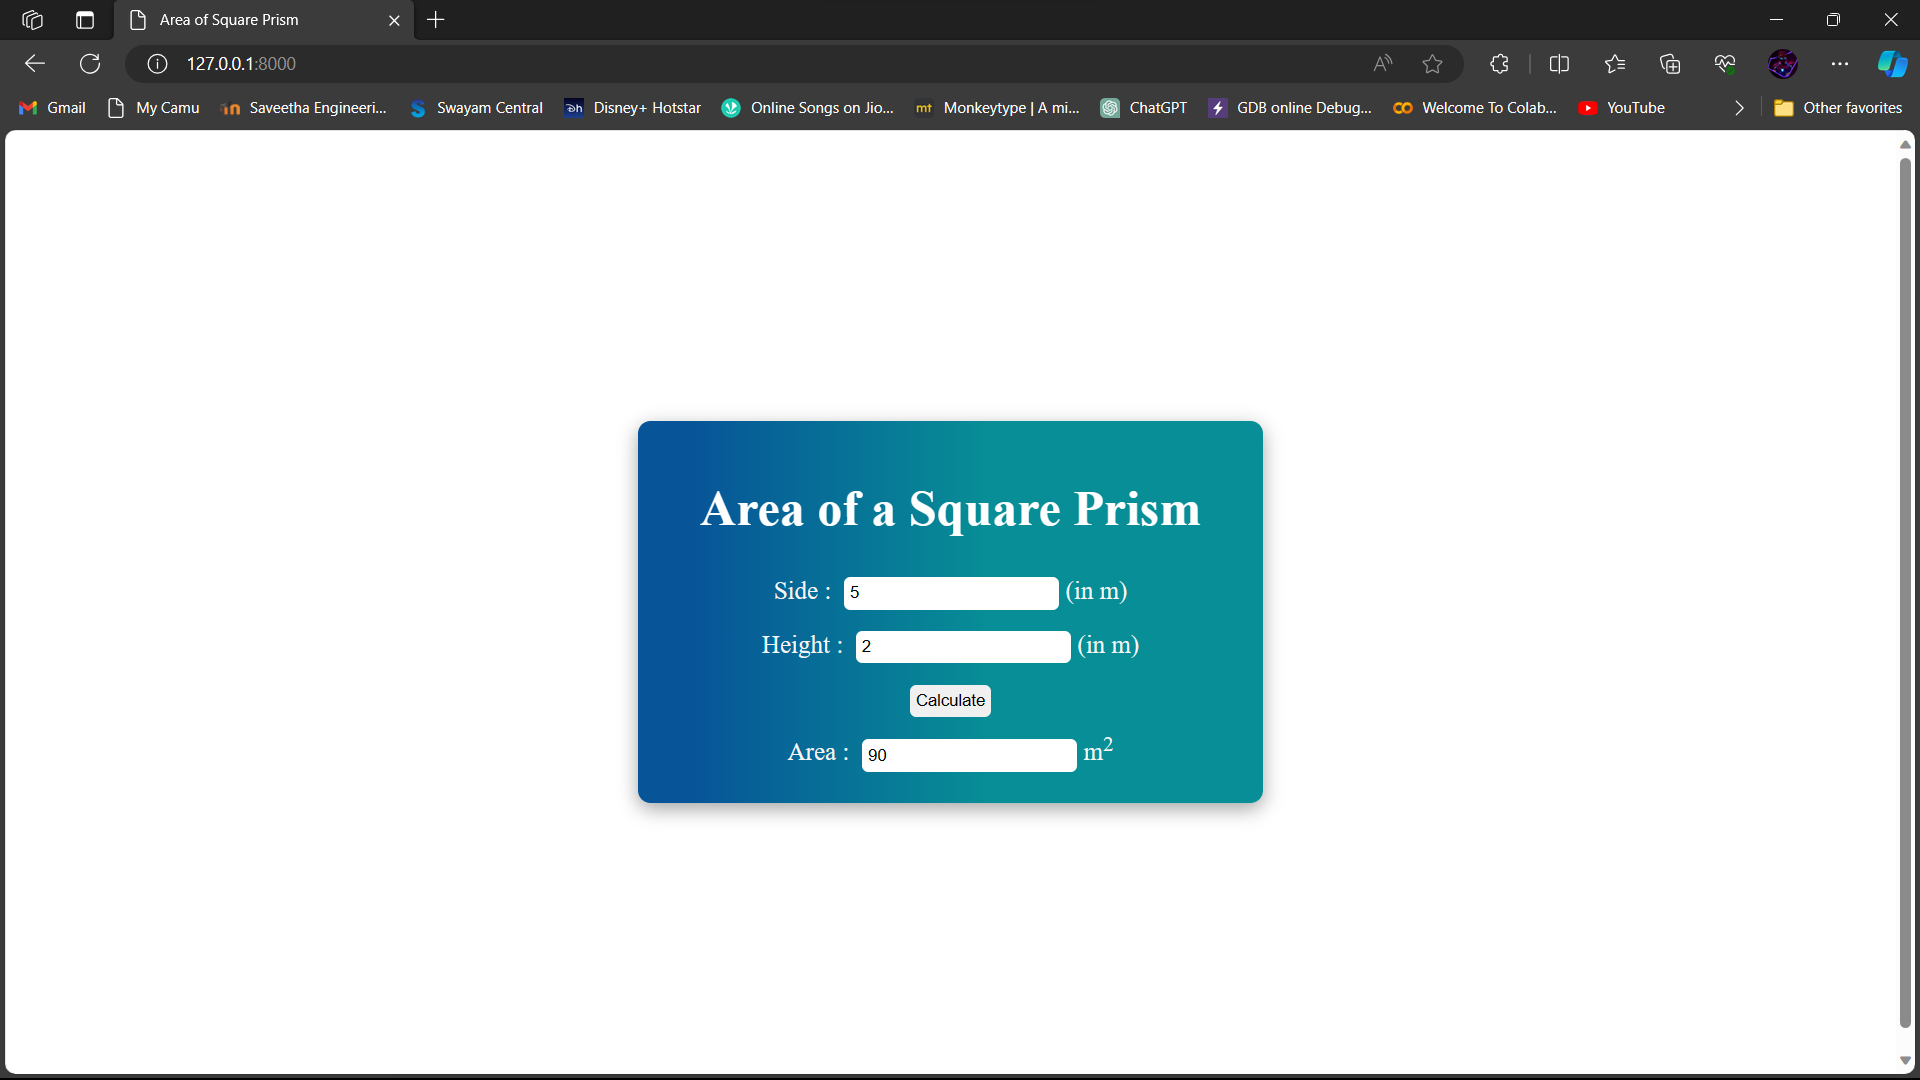 Area of Square Prism
127.0.0.1:8000
Gmail My Camu Saveetha Engineeri... Swayam Central Disney+ Hotstar Online Songs on Jio... Monkeytype | A mi... ChatGPT GDB online Debug... Welcome To Colab... YouTube Other favorites
Area of a Square Prism
Side : 5 (in m)
Height : 2 (in m)
Calculate
Area : 90 m²